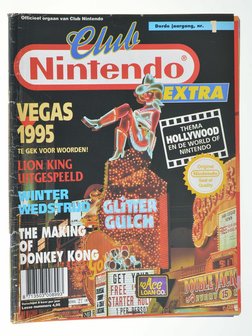 Officieel orgaan van Club Nintendo
Derde jaargang, nr. 1
Club
Nintendo®
EXTRA
VEGAS
1995
TE GEK VOOR WOORDEN!
THEMA
HOLLYWOOD
EN DE WORLD OF
NINTENDO
LION KING
UITGESPEELD
Original
Nintendo
Seal of
Quality
WINTER
WEDSTRIJD
GLITTER
GULCH
THE MAKING
OF
DONKEY KONG
Ace
LOAN CO.
GET YOUR
FREE
STARTER ROLL
1 PER